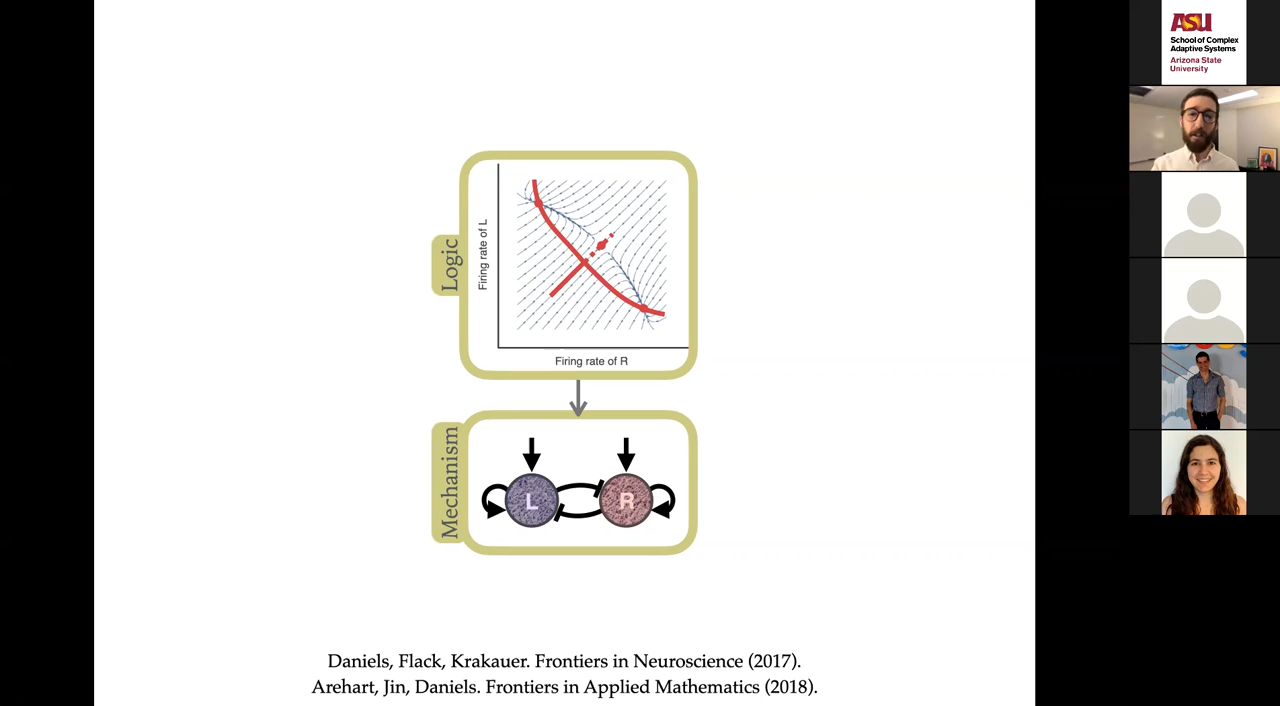 Logic
Firing rate of L
Firing rate of R
Mechanism
L
R
Daniels, Flack, Krakauer. Frontiers in Neuroscience (2017).
Arehart, Jin, Daniels. Frontiers in Applied Mathematics (2018).
ASU
School of Complex
Adaptive Systems
Arizona State
University